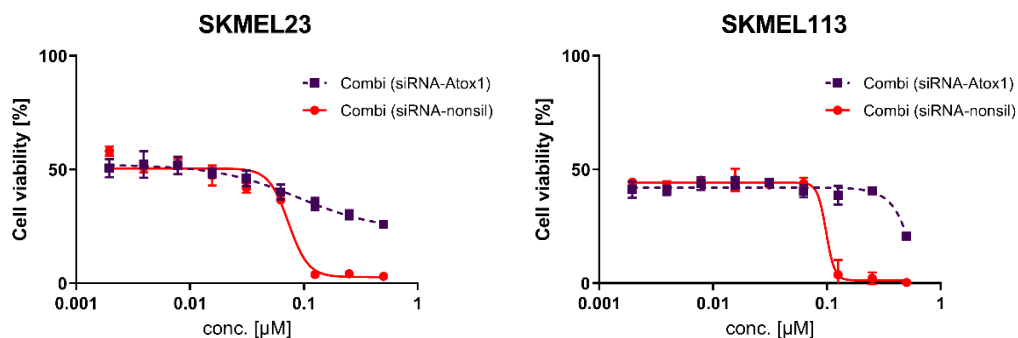 SKMEL23
100
50
0
Cell viability [%]
Combi (siRNA-Atox1)
Combi (siRNA-nonsil)
0.001
0.01
0.1
1
conc. [µM]
SKMEL113
100
50
0
Cell viability [%]
Combi (siRNA-Atox1)
Combi (siRNA-nonsil)
0.001
0.01
0.1
1
conc. [µM]